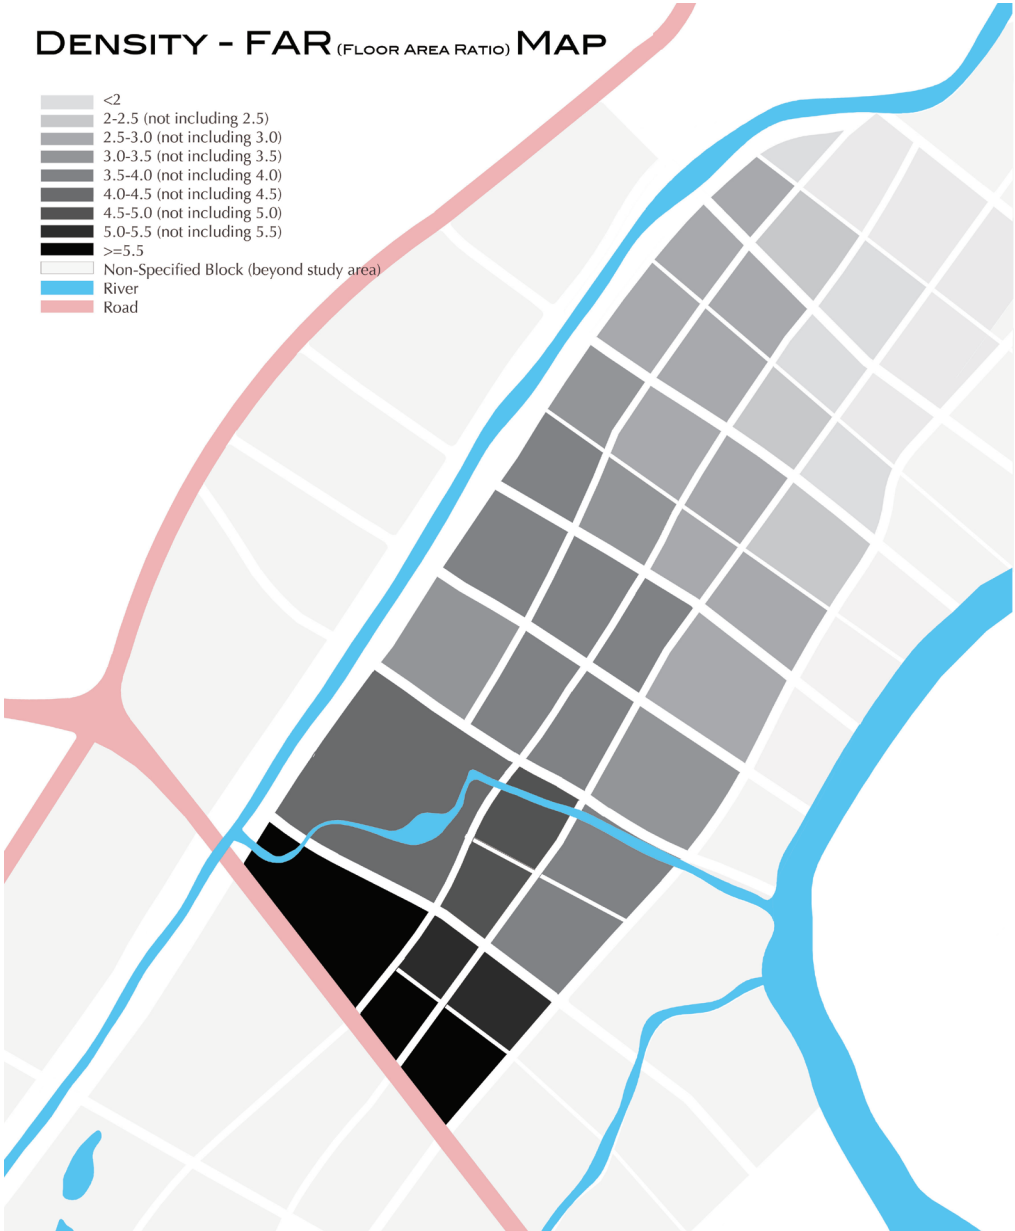 DENSITY - FAR (FLOOR AREA RATIO) MAP
<2
2-2.5 (not including 2.5)
2.5-3.0 (not including 3.0)
3.0-3.5 (not including 3.5)
3.5-4.0 (not including 4.0)
4.0-4.5 (not including 4.5)
4.5-5.0 (not including 5.0)
5.0-5.5 (not including 5.5)
>=5.5
Non-Specified Block (beyond study area)
River
Road